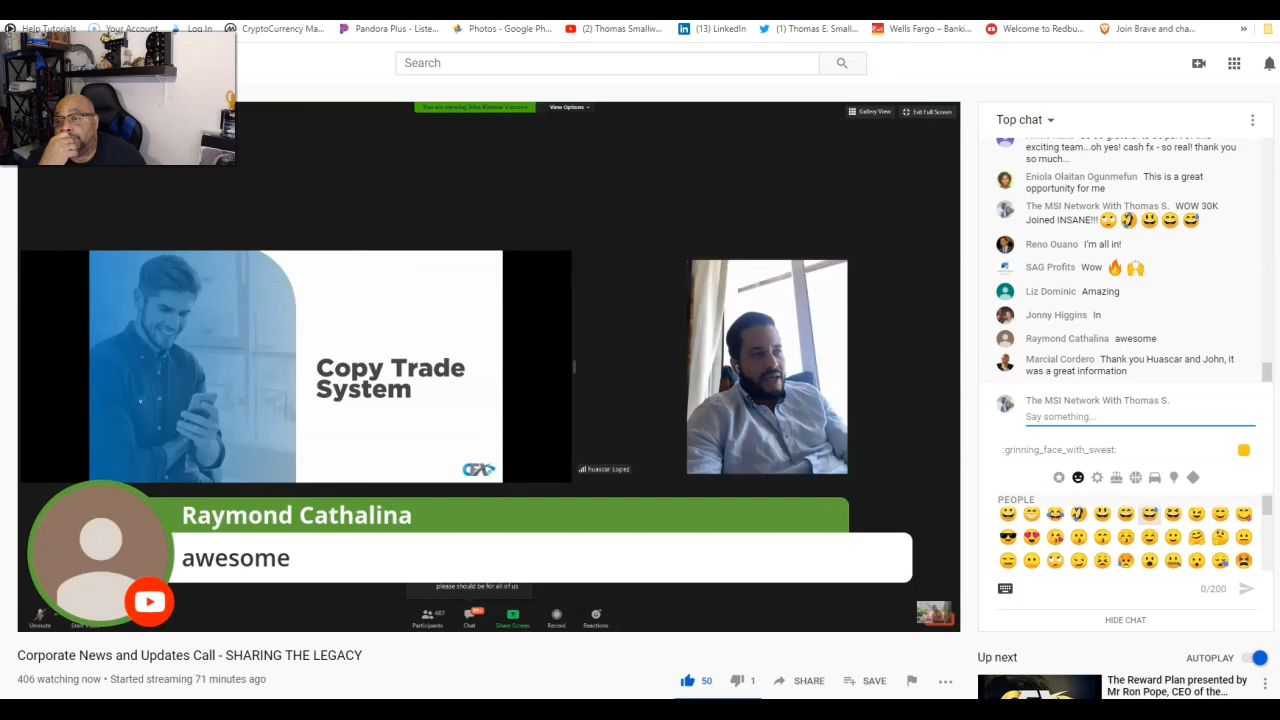 Help Tutorials
Your Account
Log In
CryptoCurrency Ma...
Pandora Plus - Liste...
Photos - Google Ph...
(2) Thomas Smallw...
(13) LinkedIn
(1) Thomas E. Small...
Wells Fargo – Banki...
Welcome to Redbu...
Join Brave and cha...
»
Search
View Options
Gallery View
Exit Full Screen
Copy Trade
System
CFX
huascar Lopez
Raymond Cathalina
awesome
please should be for all of us
Unmute
487
Participants
Chat
Share Screen
Record
Reactions
Corporate News and Updates Call - SHARING THE LEGACY
406 watching now • Started streaming 71 minutes ago
50
1
SHARE
SAVE
Top chat
exciting team...oh yes! cash fx - so real! thank you
so much...
Eniola Olaitan Ogunmefun This is a great
opportunity for me
The MSI Network With Thomas S. WOW 30K
Joined INSANE!!!🙄🤣😃😄😅
Reno Ouano I'm all in!
SAG Profits Wow 🔥🙌
Liz Dominic Amazing
Jonny Higgins In
Raymond Cathalina awesome
Marcial Cordero Thank you Huascar and John, it
was a great information
The MSI Network With Thomas S.
Say something...
:grinning_face_with_sweat:
PEOPLE
0/200
HIDE CHAT
Up next
AUTOPLAY
The Reward Plan presented by
Mr Ron Pope, CEO of the...